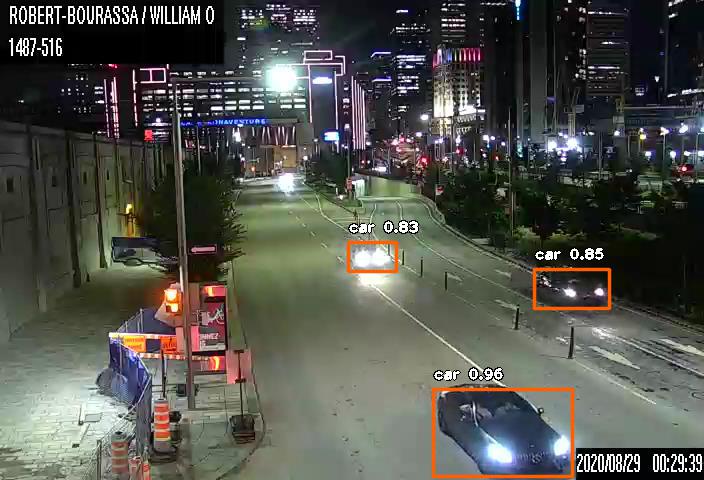 ROBERT-BOURASSA / WILLIAM O
1487-516
BONAVENTURE
car 0.83
car 0.85
car 0.96
2020/08/29 00:29:39